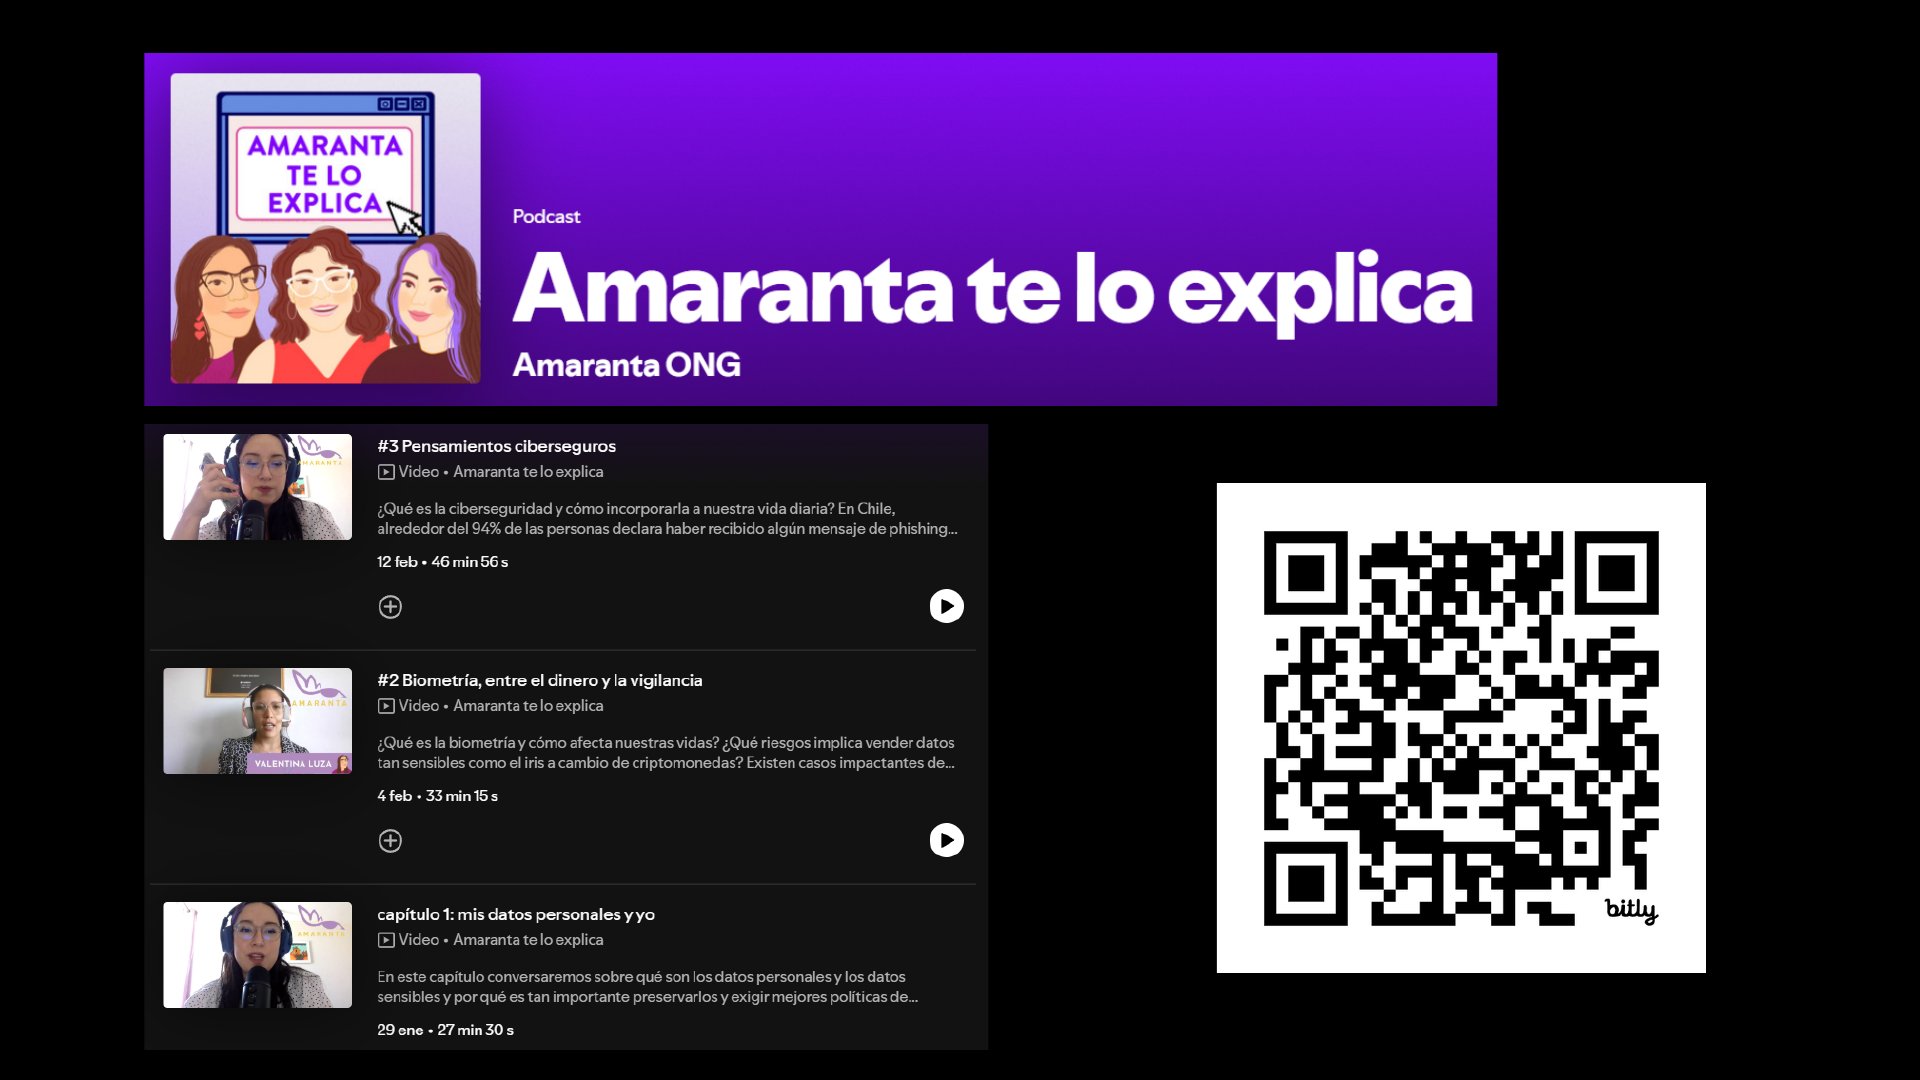 AMARANTA
TE LO
EXPLICA
Podcast
Amaranta te lo explica
Amaranta ONG
AMARANTA
#3 Pensamientos ciberseguros
Video • Amaranta te lo explica
¿Qué es la ciberseguridad y cómo incorporarla a nuestra vida diaria? En Chile,
alrededor del 94% de las personas declara haber recibido algún mensaje de phishing...
12 feb • 46 min 56 s
AMARANTA
VALENTINA LUZA
#2 Biometría, entre el dinero y la vigilancia
Video • Amaranta te lo explica
¿Qué es la biometría y cómo afecta nuestras vidas? ¿Qué riesgos implica vender datos
tan sensibles como el iris a cambio de criptomonedas? Existen casos impactantes de...
4 feb • 33 min 15 s
AMARANTA
capítulo 1: mis datos personales y yo
Video • Amaranta te lo explica
En este capítulo conversaremos sobre qué son los datos personales y los datos
sensibles y por qué es tan importante preservarlos y exigir mejores políticas de...
29 ene • 27 min 30 s
bitly